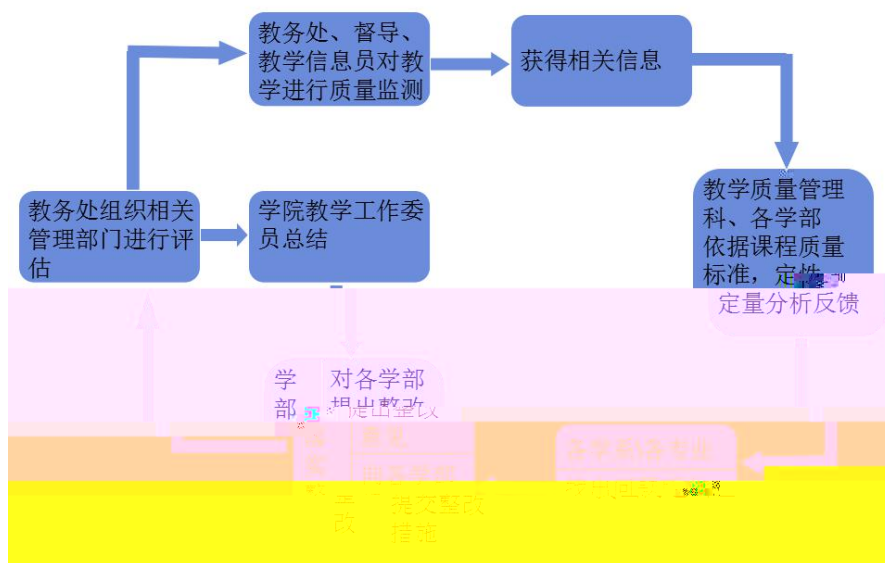 教务处、督导、
教学信息员对教
学进行质量监测
获得相关信息
教务处组织相关
管理部门进行评
估
学院教学工作委
员总结
教学质量管理
科、各学部
依据课程质量
标准，定性
定量分析反馈
学
部
对各学部
提出整改
改
提交整改
措施